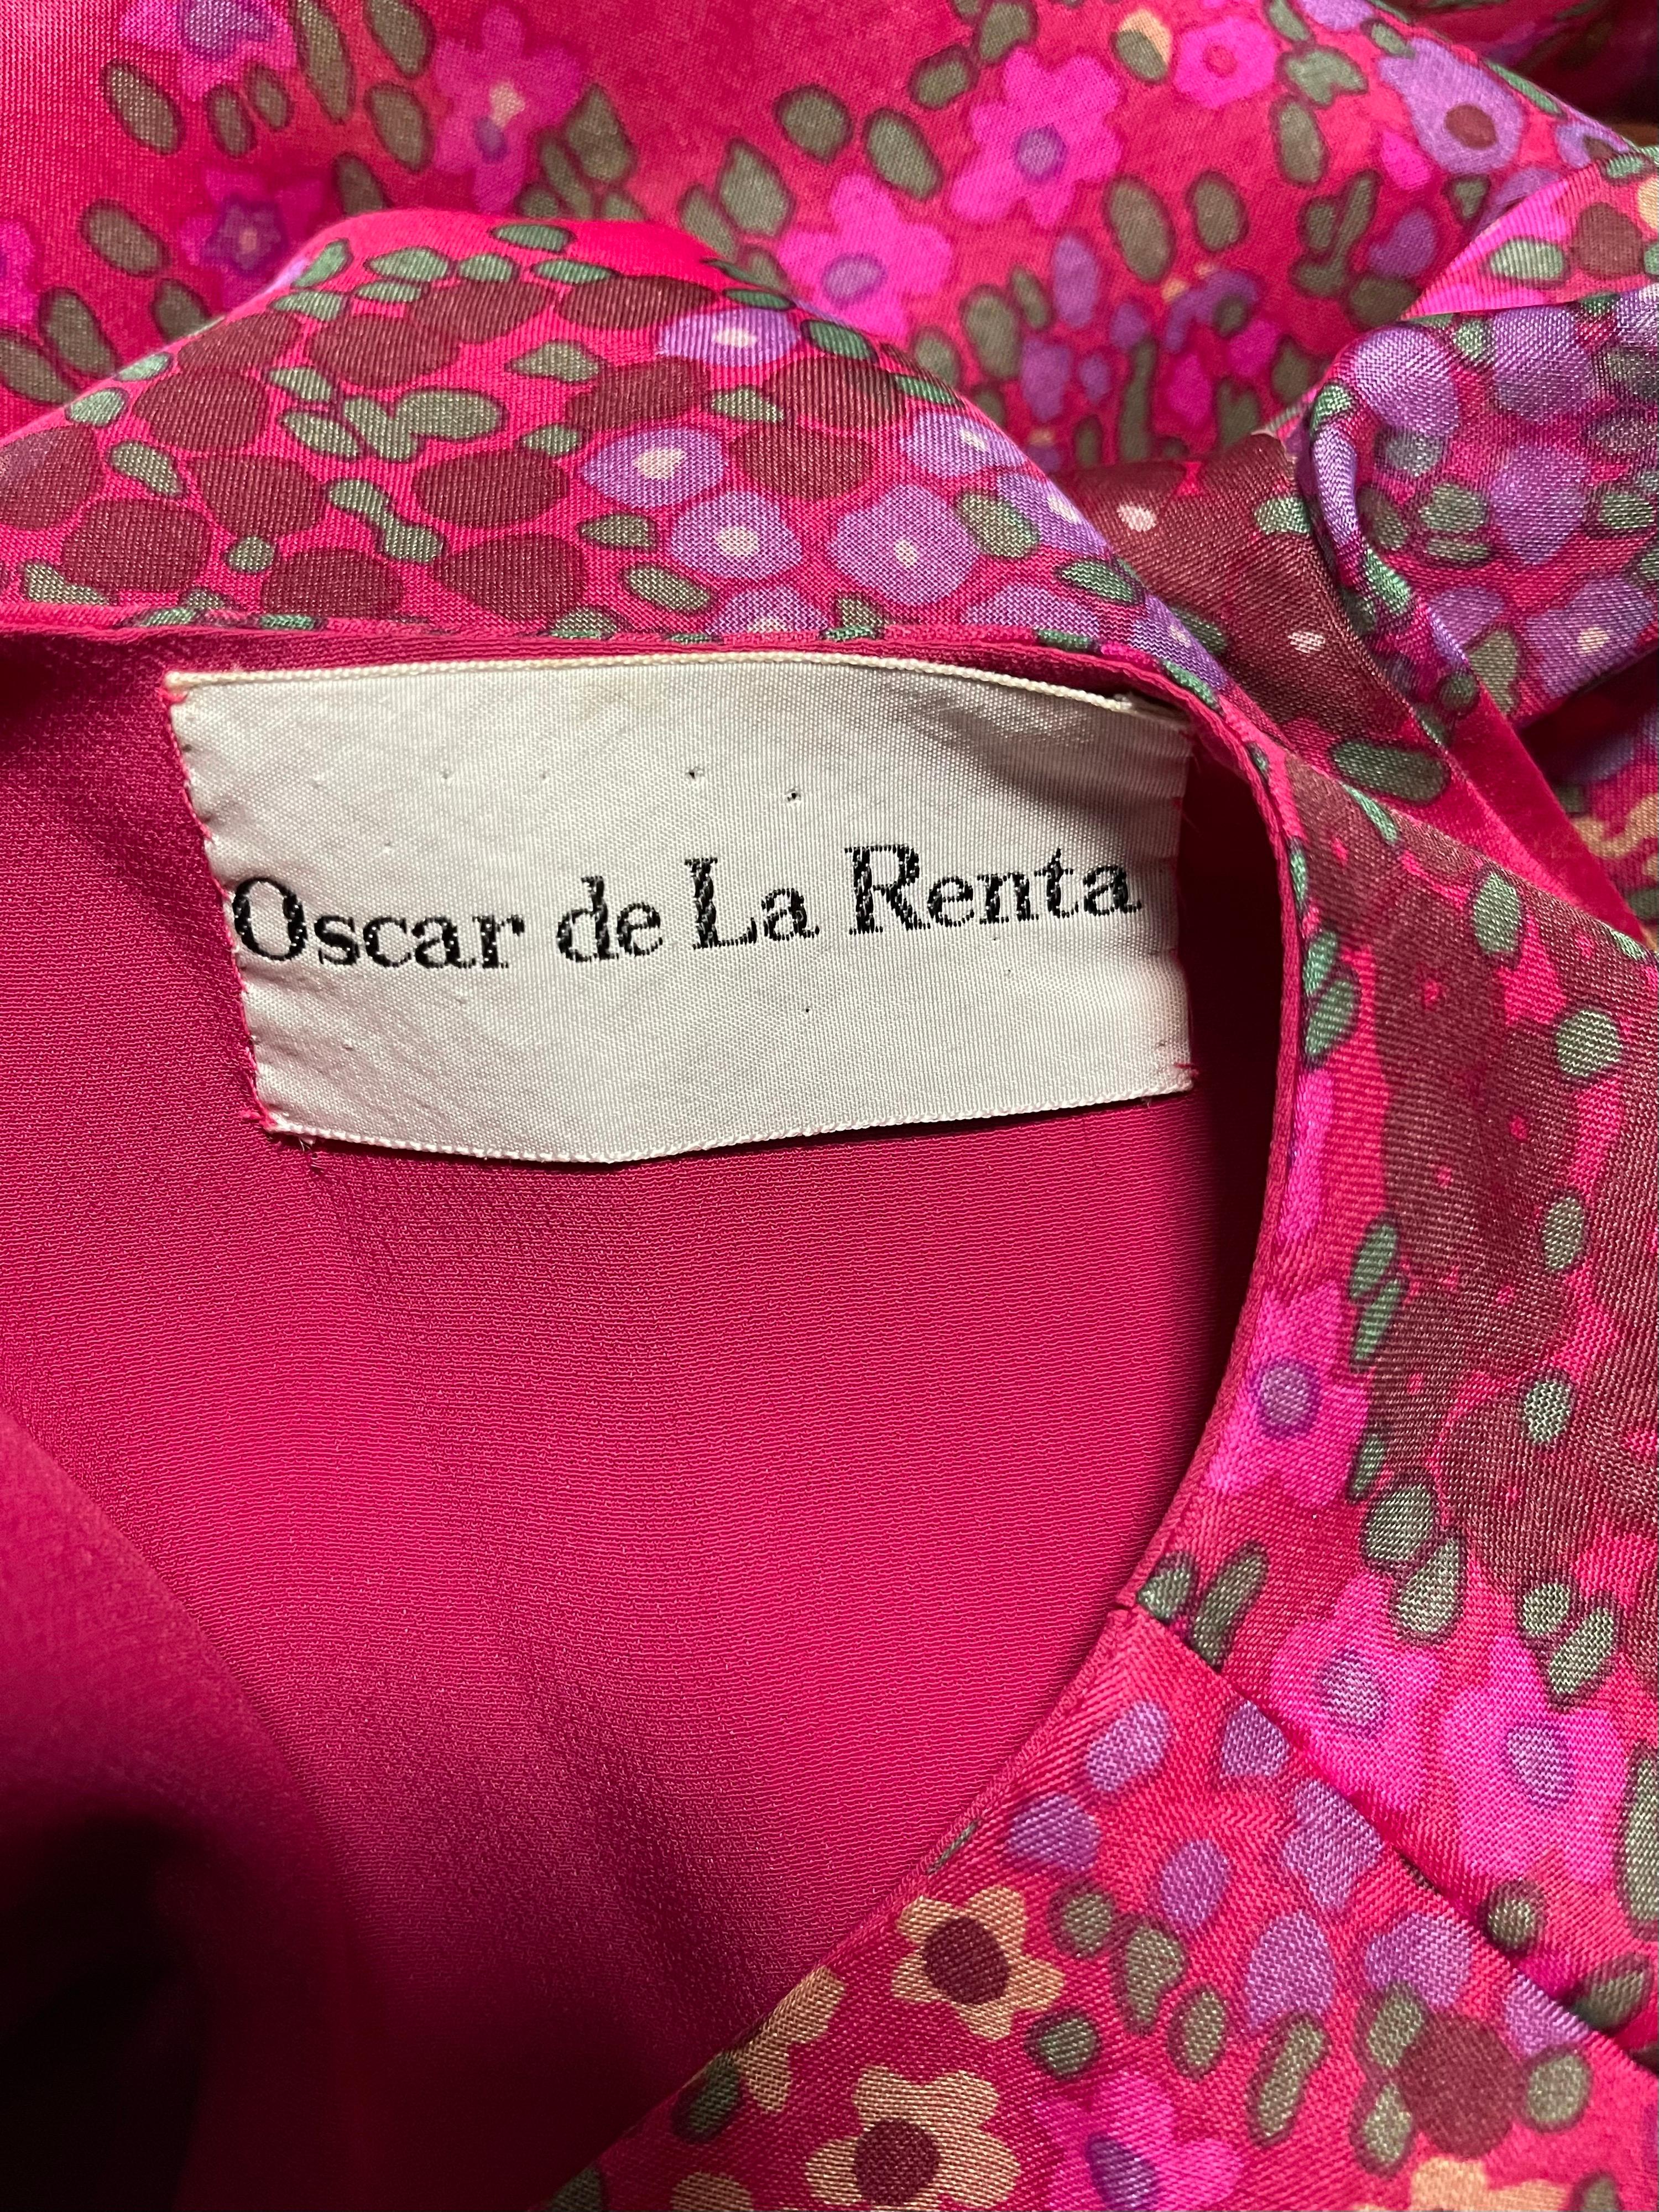 Oscar de La Renta